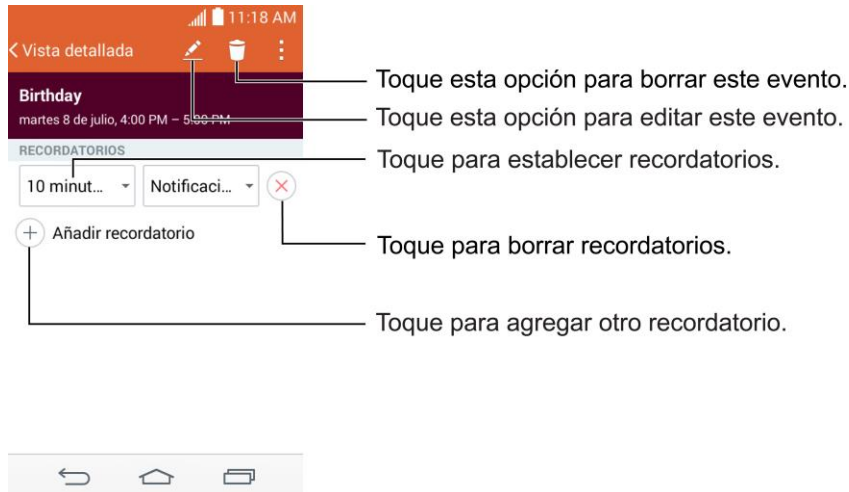 11:18 AM
Vista detallada
Toque esta opción para borrar este evento.
Birthday
martes 8 de julio, 4:00 PM – 5:00 PM
Toque esta opción para editar este evento.
RECORDATORIOS
Toque para establecer recordatorios.
10 minut...
Notificaci...
Añadir recordatorio
Toque para borrar recordatorios.
Toque para agregar otro recordatorio.